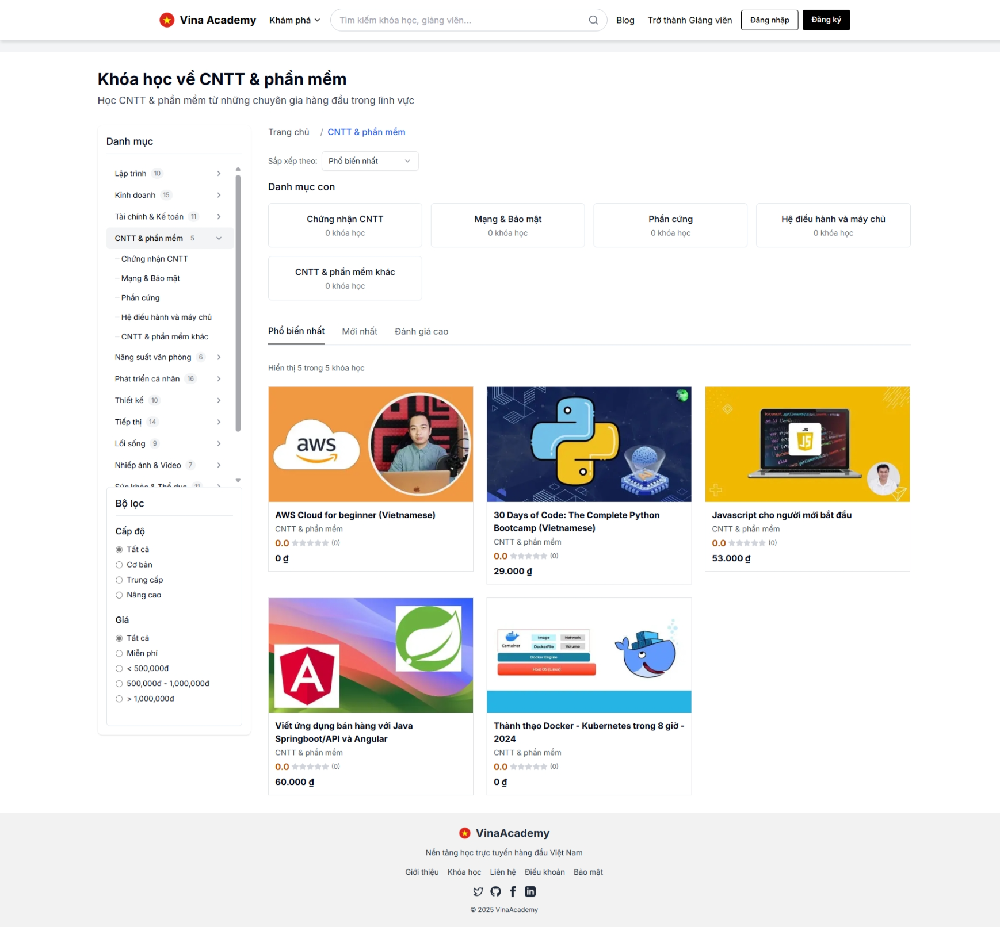 Vina Academy
Khám phá
Tìm kiếm khóa học, giảng viên...
Blog
Trở thành Giảng viên
Đăng nhập
Đăng ký
Khóa học về CNTT & phần mềm
Học CNTT & phần mềm từ những chuyên gia hàng đầu trong lĩnh vực
Danh mục
Lập trình 10
Kinh doanh 15
Tài chính & Kế toán 11
CNTT & phần mềm 5
Chứng nhận CNTT
Mạng & Bảo mật
Phần cứng
Hệ điều hành và máy chủ
CNTT & phần mềm khác
Năng suất văn phòng 6
Phát triển cá nhân 16
Thiết kế 10
Tiếp thị 14
Lối sống 9
Nhiếp ảnh & Video 7
Sức khỏe & Thể dục 11
Bộ lọc
Cấp độ
Tất cả
Cơ bản
Trung cấp
Nâng cao
Giá
Tất cả
Miễn phí
< 500,000đ
500,000đ - 1,000,000đ
> 1,000,000đ
Trang chủ / CNTT & phần mềm
Sắp xếp theo: Phổ biến nhất
Danh mục con
Chứng nhận CNTT
0 khóa học
Mạng & Bảo mật
0 khóa học
Phần cứng
0 khóa học
Hệ điều hành và máy chủ
0 khóa học
CNTT & phần mềm khác
0 khóa học
Phổ biến nhất
Mới nhất
Đánh giá cao
Hiển thị 5 trong 5 khóa học
aws
AWS Cloud for beginner (Vietnamese)
CNTT & phần mềm
0.0 (0)
0 ₫
AI
30 Days of Code: The Complete Python
Bootcamp (Vietnamese)
CNTT & phần mềm
0.0 (0)
29.000 ₫
JS
JS
Javascript cho người mới bắt đầu
CNTT & phần mềm
0.0 (0)
53.000 ₫
A
Viết ứng dụng bán hàng với Java
Springboot/API và Angular
CNTT & phần mềm
0.0 (0)
60.000 ₫
Container
Image
Network
DockerFile
Volume
Docker Engine
Host OS (Linux)
Thành thạo Docker - Kubernetes trong 8 giờ -
2024
CNTT & phần mềm
0.0 (0)
0 ₫
VinaAcademy
Nền tảng học trực tuyến hàng đầu Việt Nam
Giới thiệu
Khóa học
Liên hệ
Điều khoản
Bảo mật
© 2025 VinaAcademy